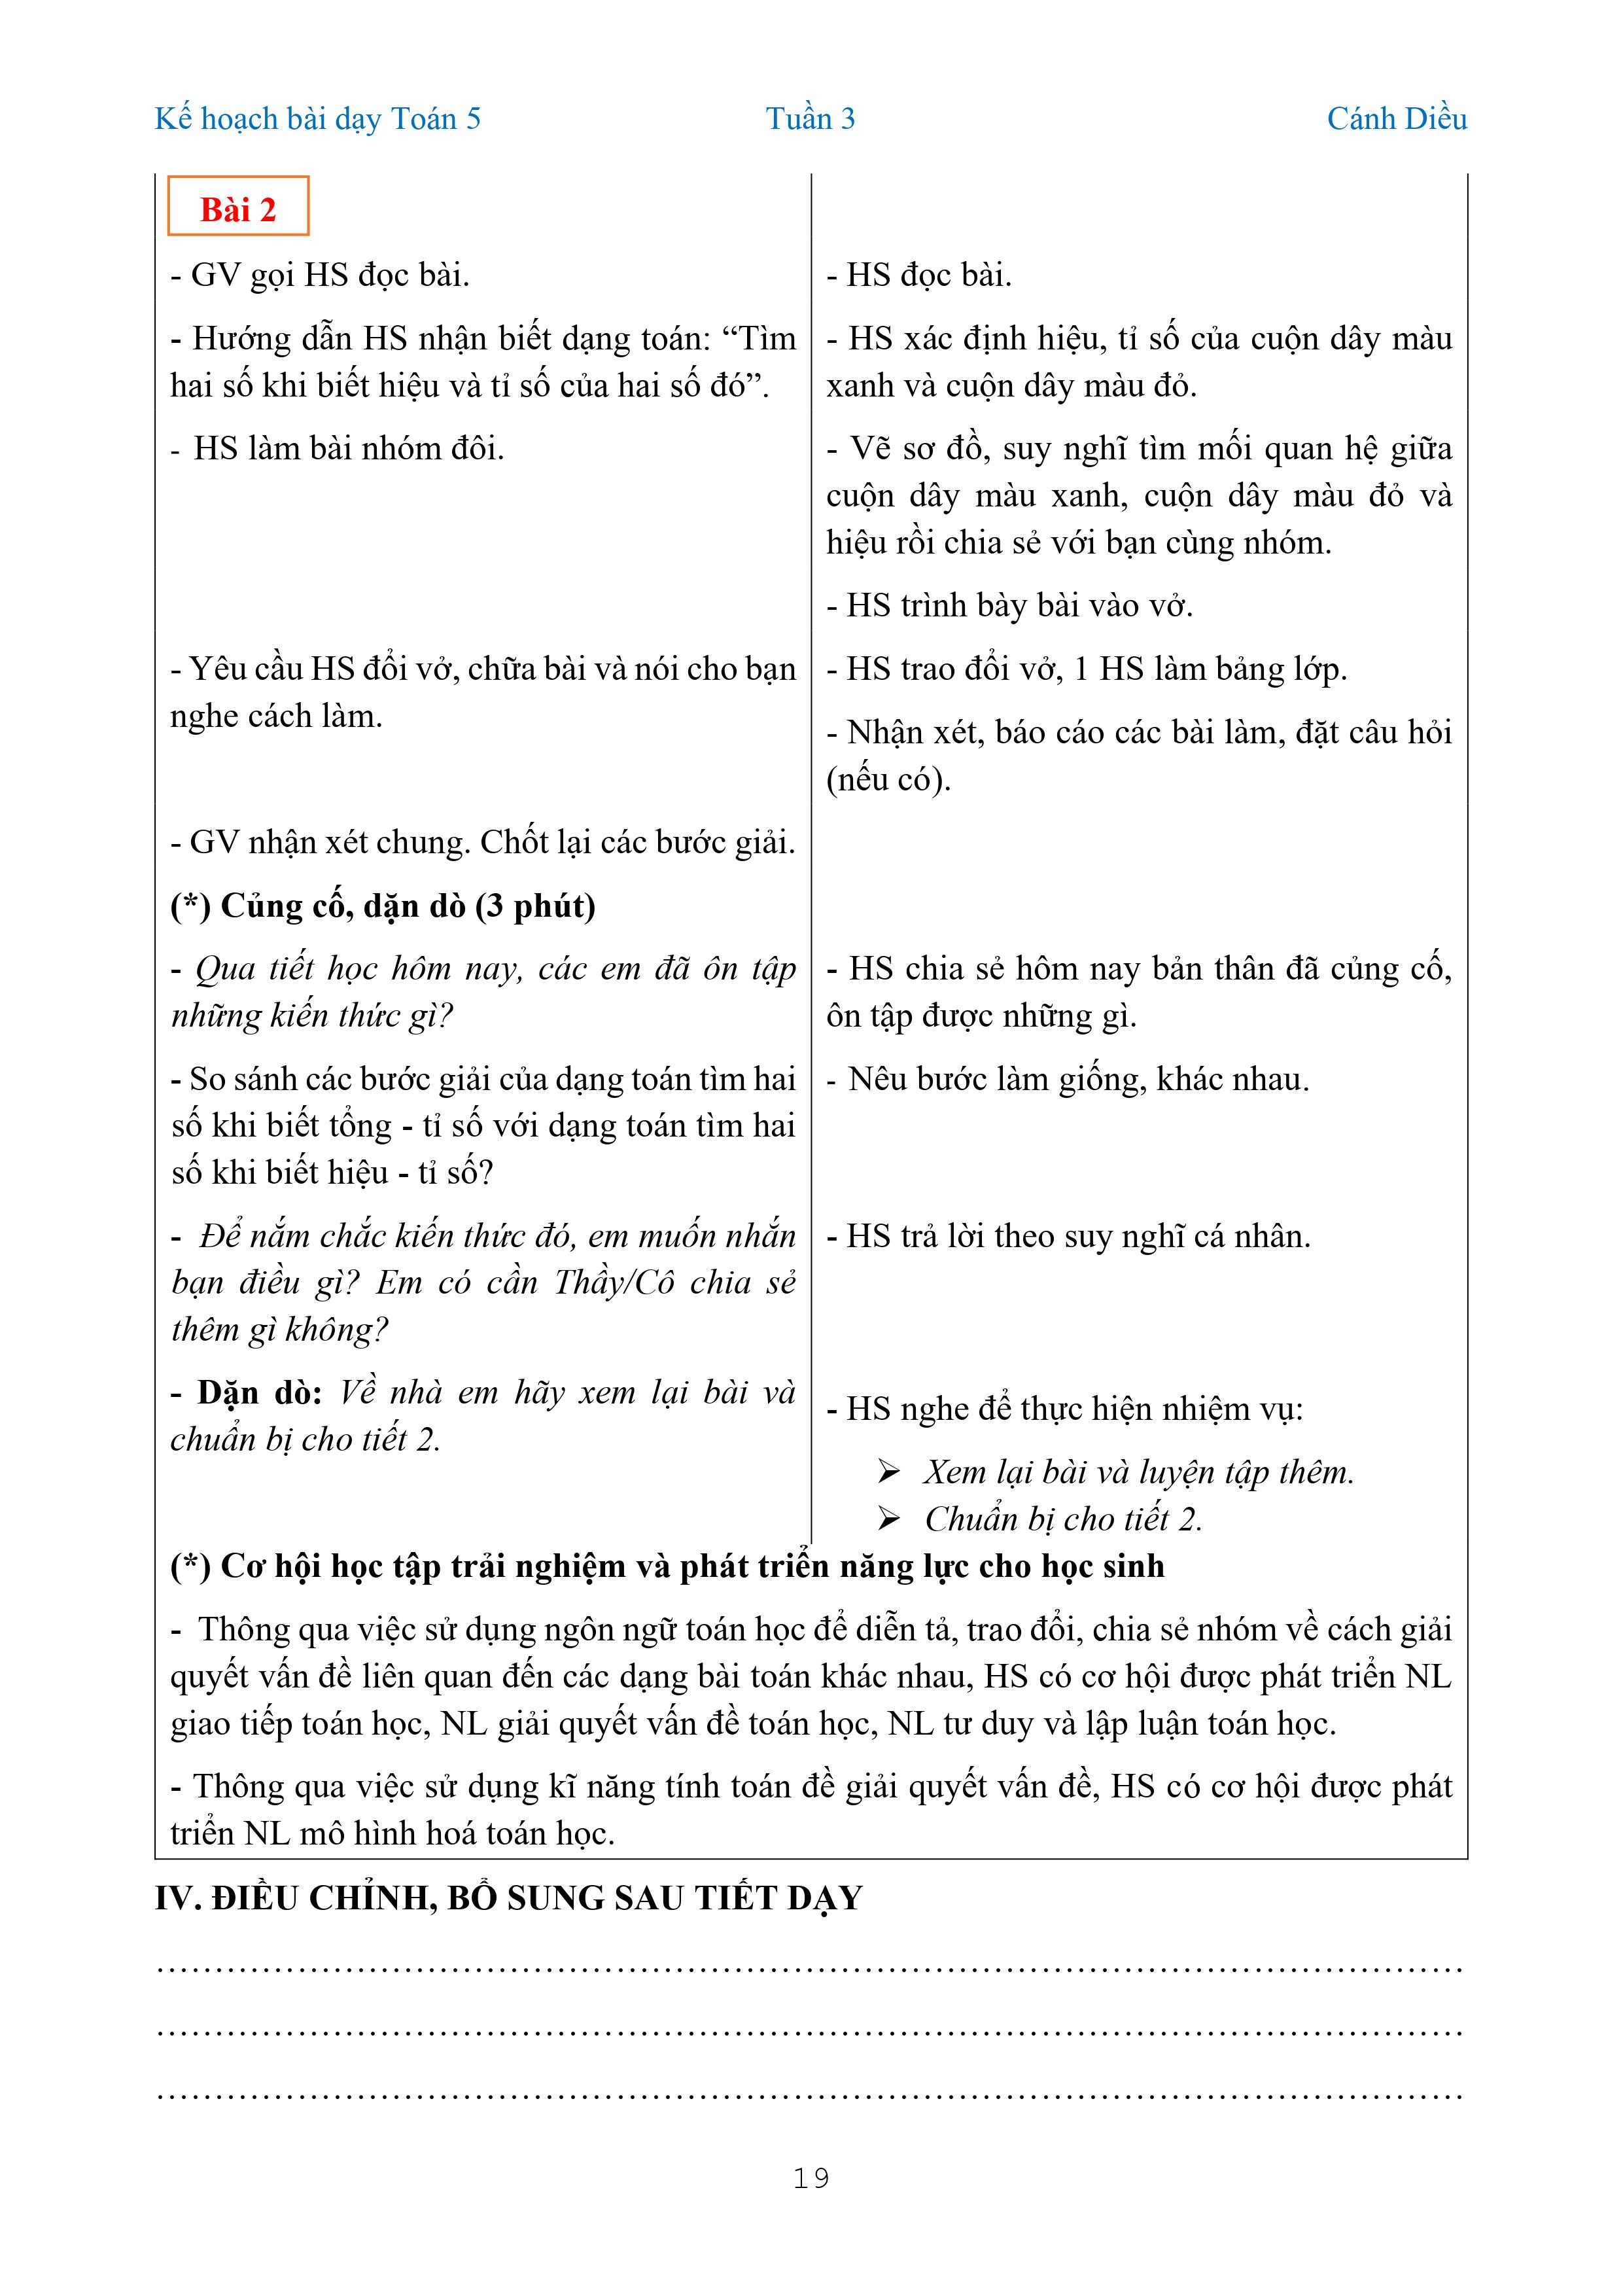 Kế hoạch bài dạy Toán 5 Tuần 3 Cánh Diều
Bài 2
- GV gọi HS đọc bài.
- Hướng dẫn HS nhận biết dạng toán: “Tìm
hai số khi biết hiệu và tỉ số của hai số đó”.
- HS làm bài nhóm đôi.
- Yêu cầu HS đổi vở, chữa bài và nói cho bạn
nghe cách làm.
- GV nhận xét chung. Chốt lại các bước giải.
(*) Củng cố, dặn dò (3 phút)
- Qua tiết học hôm nay, các em đã ôn tập
những kiến thức gì?
- So sánh các bước giải của dạng toán tìm hai
số khi biết tổng - tỉ số với dạng toán tìm hai
số khi biết hiệu - tỉ số?
- Để nắm chắc kiến thức đó, em muốn nhắn
bạn điều gì? Em có cần Thầy/Cô chia sẻ
thêm gì không?
- Dặn dò: Về nhà em hãy xem lại bài và
chuẩn bị cho tiết 2.
- HS đọc bài.
- HS xác định hiệu, tỉ số của cuộn dây màu
xanh và cuộn dây màu đỏ.
- Vẽ sơ đồ, suy nghĩ tìm mối quan hệ giữa
cuộn dây màu xanh, cuộn dây màu đỏ và
hiệu rồi chia sẻ với bạn cùng nhóm.
- HS trình bày bài vào vở.
- HS trao đổi vở, 1 HS làm bảng lớp.
- Nhận xét, báo cáo các bài làm, đặt câu hỏi
(nếu có).
- HS chia sẻ hôm nay bản thân đã củng cố,
ôn tập được những gì.
- Nêu bước làm giống, khác nhau.
- HS trả lời theo suy nghĩ cá nhân.
- HS nghe để thực hiện nhiệm vụ:
➢ Xem lại bài và luyện tập thêm.
➢ Chuẩn bị cho tiết 2.
(*) Cơ hội học tập trải nghiệm và phát triển năng lực cho học sinh
- Thông qua việc sử dụng ngôn ngữ toán học để diễn tả, trao đổi, chia sẻ nhóm về cách giải
quyết vấn đề liên quan đến các dạng bài toán khác nhau, HS có cơ hội được phát triển NL
giao tiếp toán học, NL giải quyết vấn đề toán học, NL tư duy và lập luận toán học.
- Thông qua việc sử dụng kĩ năng tính toán đề giải quyết vấn đề, HS có cơ hội được phát
triển NL mô hình hoá toán học.
IV. ĐIỀU CHỈNH, BỔ SUNG SAU TIẾT DẠY
……………………………………………………………………………………………
……………………………………………………………………………………………
……………………………………………………………………………………………
19